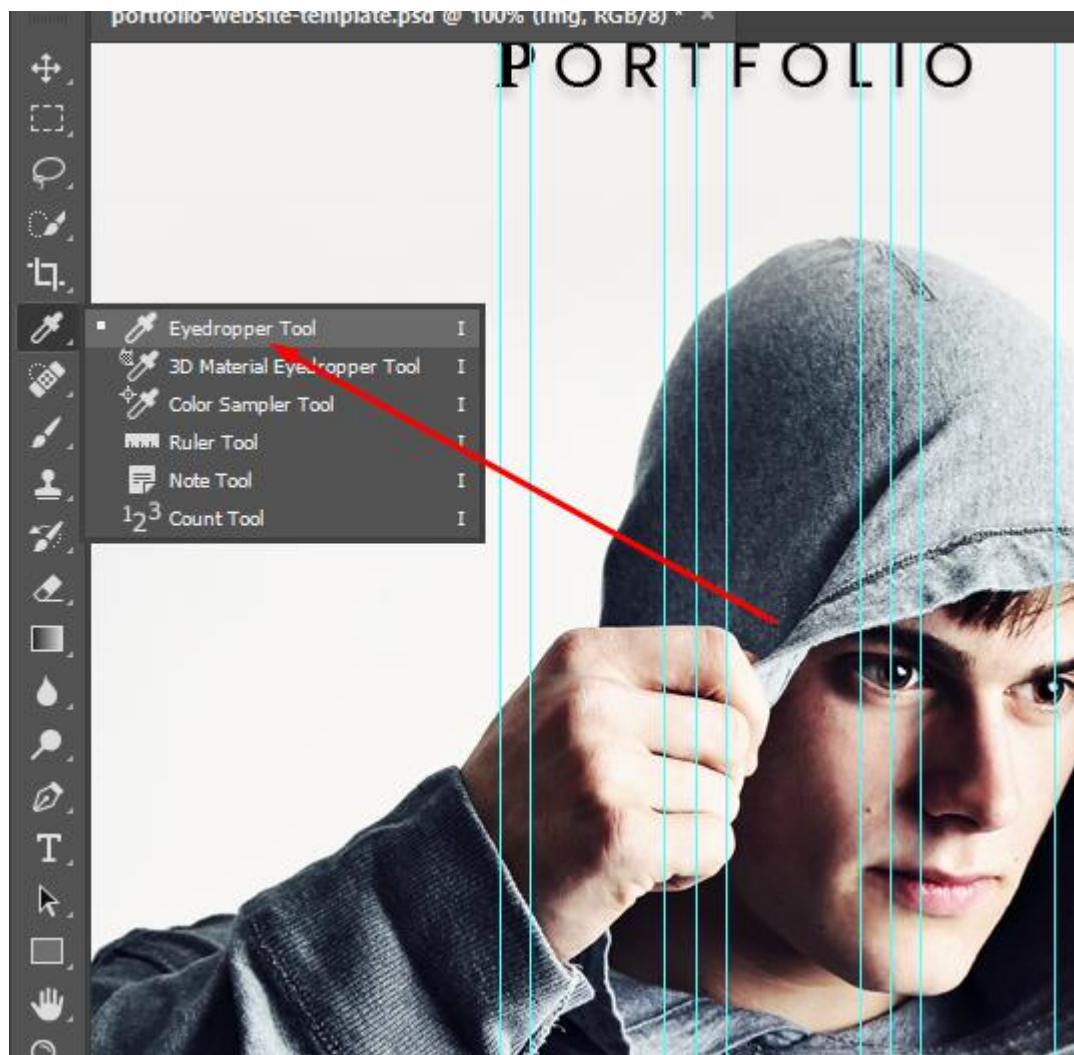 portfolio-website-template.psd @ 100% (img, RGB/8) * ×
PORTFOLIO
Eyedropper Tool I
3D Material Eyedropper Tool I
Color Sampler Tool I
Ruler Tool I
Note Tool I
123 Count Tool I
T